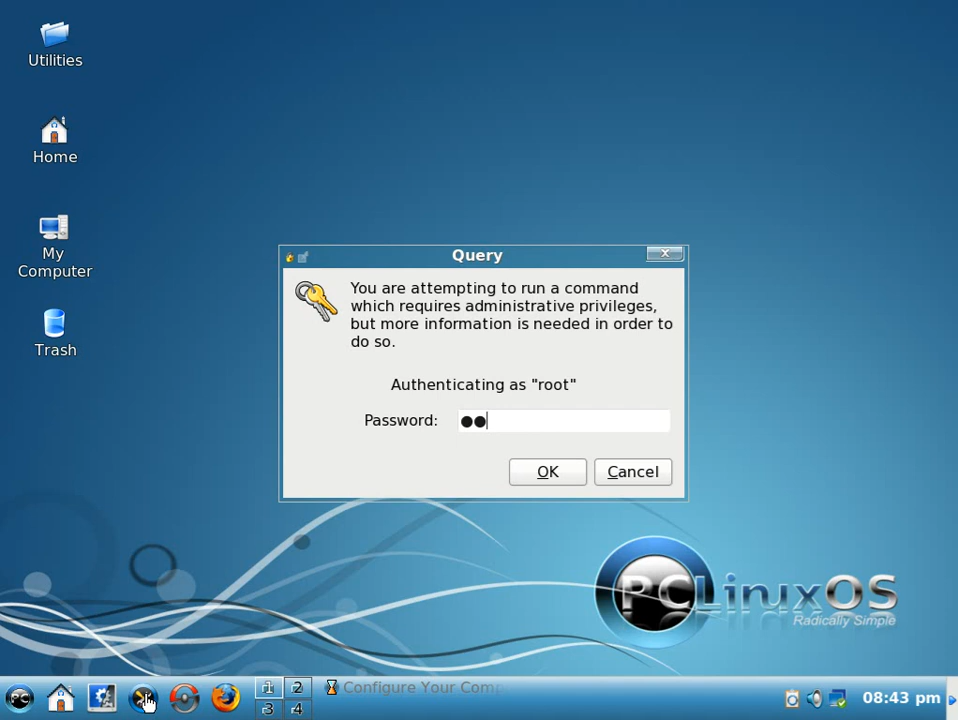 Utilities
Home
My
Computer
Trash
Query
You are attempting to run a command
which requires administrative privileges,
but more information is needed in order to
do so.
Authenticating as "root"
Password:
OK
Cancel
PCLinuxOS
Radically Simple
PC
1 2
3 4
Configure Your Comp
08:43 pm